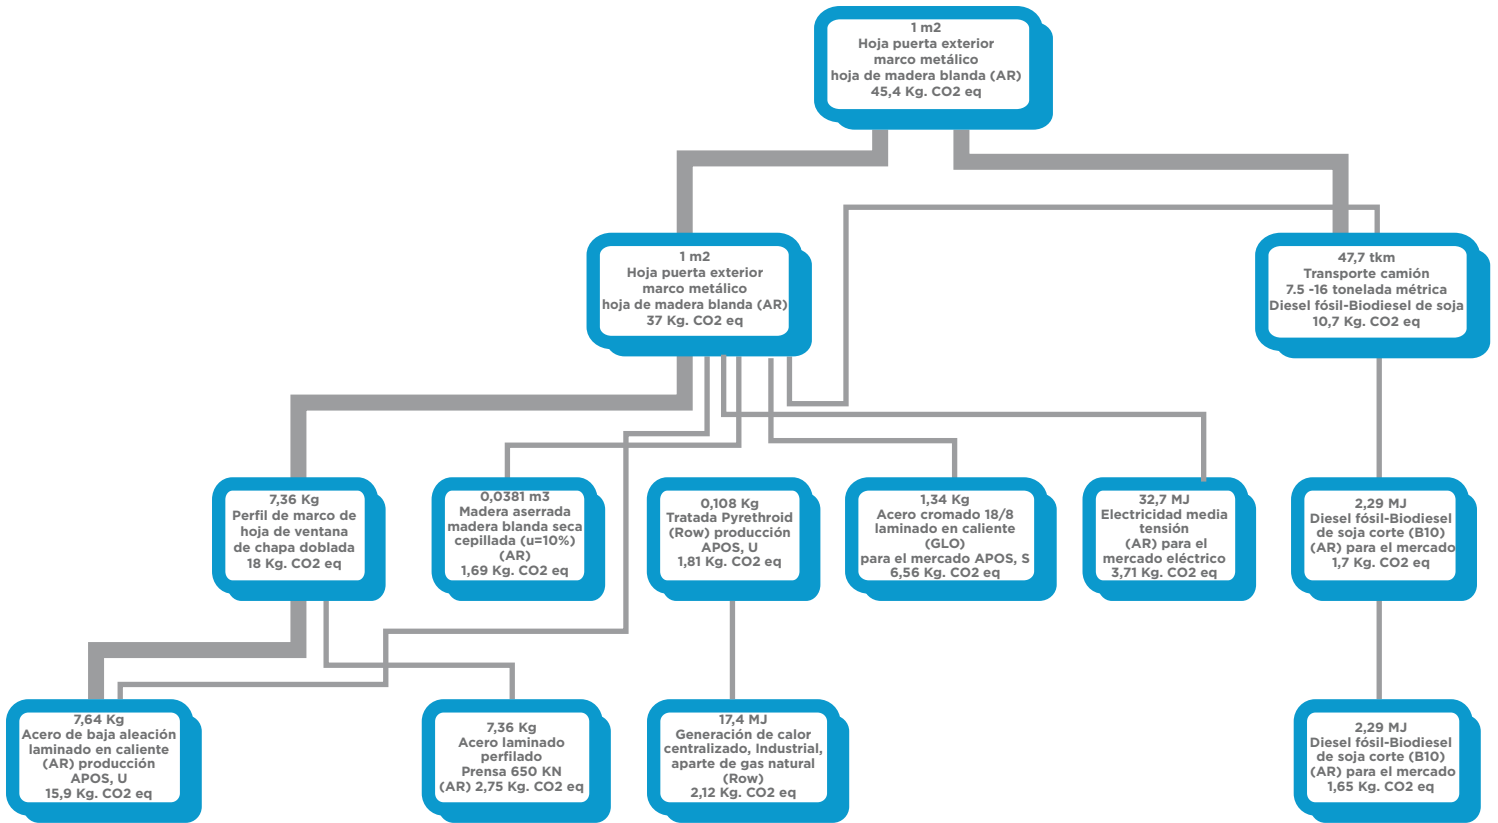 1 m2
Hoja puerta exterior
marco metálico
hoja de madera blanda (AR)
45,4 Kg. CO2 eq
1 m2
Hoja puerta exterior
marco metálico
hoja de madera blanda (AR)
37 Kg. CO2 eq
47,7 tkm
Transporte camión
7.5 -16 tonelada métrica
Diesel fósil-Biodiesel de soja
10,7 Kg. CO2 eq
7,36 Kg
Perfil de marco de
hoja de ventana
de chapa doblada
18 Kg. CO2 eq
0,0381 m3
Madera aserrada
madera blanda seca
cepillada (u=10%)
(AR)
1,69 Kg. CO2 eq
0,108 Kg
Tratada Pyrethroid
(Row) producción
APOS, U
1,81 Kg. CO2 eq
1,34 Kg
Acero cromado 18/8
laminado en caliente
(GLO)
para el mercado APOS, S
6,56 Kg. CO2 eq
32,7 MJ
Electricidad media
tensión
(AR) para el
mercado eléctrico
3,71 Kg. CO2 eq
2,29 MJ
Diesel fósil-Biodiesel
de soja corte (B10)
(AR) para el mercado
1,7 Kg. CO2 eq
7,64 Kg
Acero de baja aleación
laminado en caliente
(AR) producción
APOS, U
15,9 Kg. CO2 eq
7,36 Kg
Acero laminado
perfilado
Prensa 650 KN
(AR) 2,75 Kg. CO2 eq
17,4 MJ
Generación de calor
centralizado, Industrial,
aparte de gas natural
(Row)
2,12 Kg. CO2 eq
2,29 MJ
Diesel fósil-Biodiesel
de soja corte (B10)
(AR) para el mercado
1,65 Kg. CO2 eq